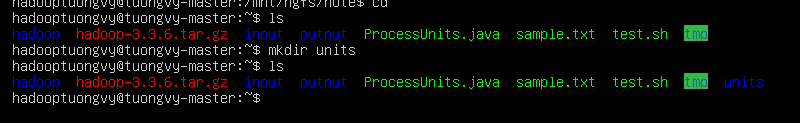 hadooptuongvy@tuongvy-master:/mnt/hgfs/note$ cd
hadooptuongvy@tuongvy-master:~$ ls
hadoop hadoop-3.3.6.tar.gz input output ProcessUnits.java sample.txt test.sh tmp
hadooptuongvy@tuongvy-master:~$ mkdir units
hadooptuongvy@tuongvy-master:~$ ls
hadoop hadoop-3.3.6.tar.gz input output ProcessUnits.java sample.txt test.sh tmp units
hadooptuongvy@tuongvy-master:~$